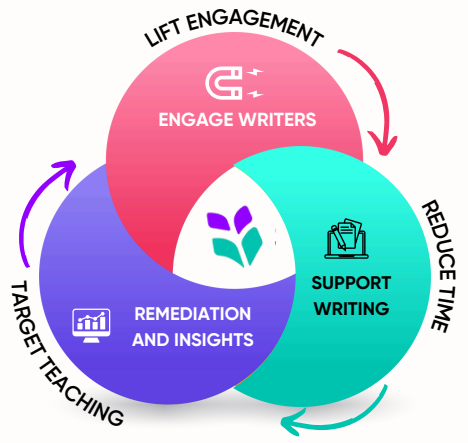 LIFT ENGAGEMENT
ENGAGE WRITERS
REDUCE TIME
SUPPORT
WRITING
REMEDIATION
AND INSIGHTS
TARGET TEACHING